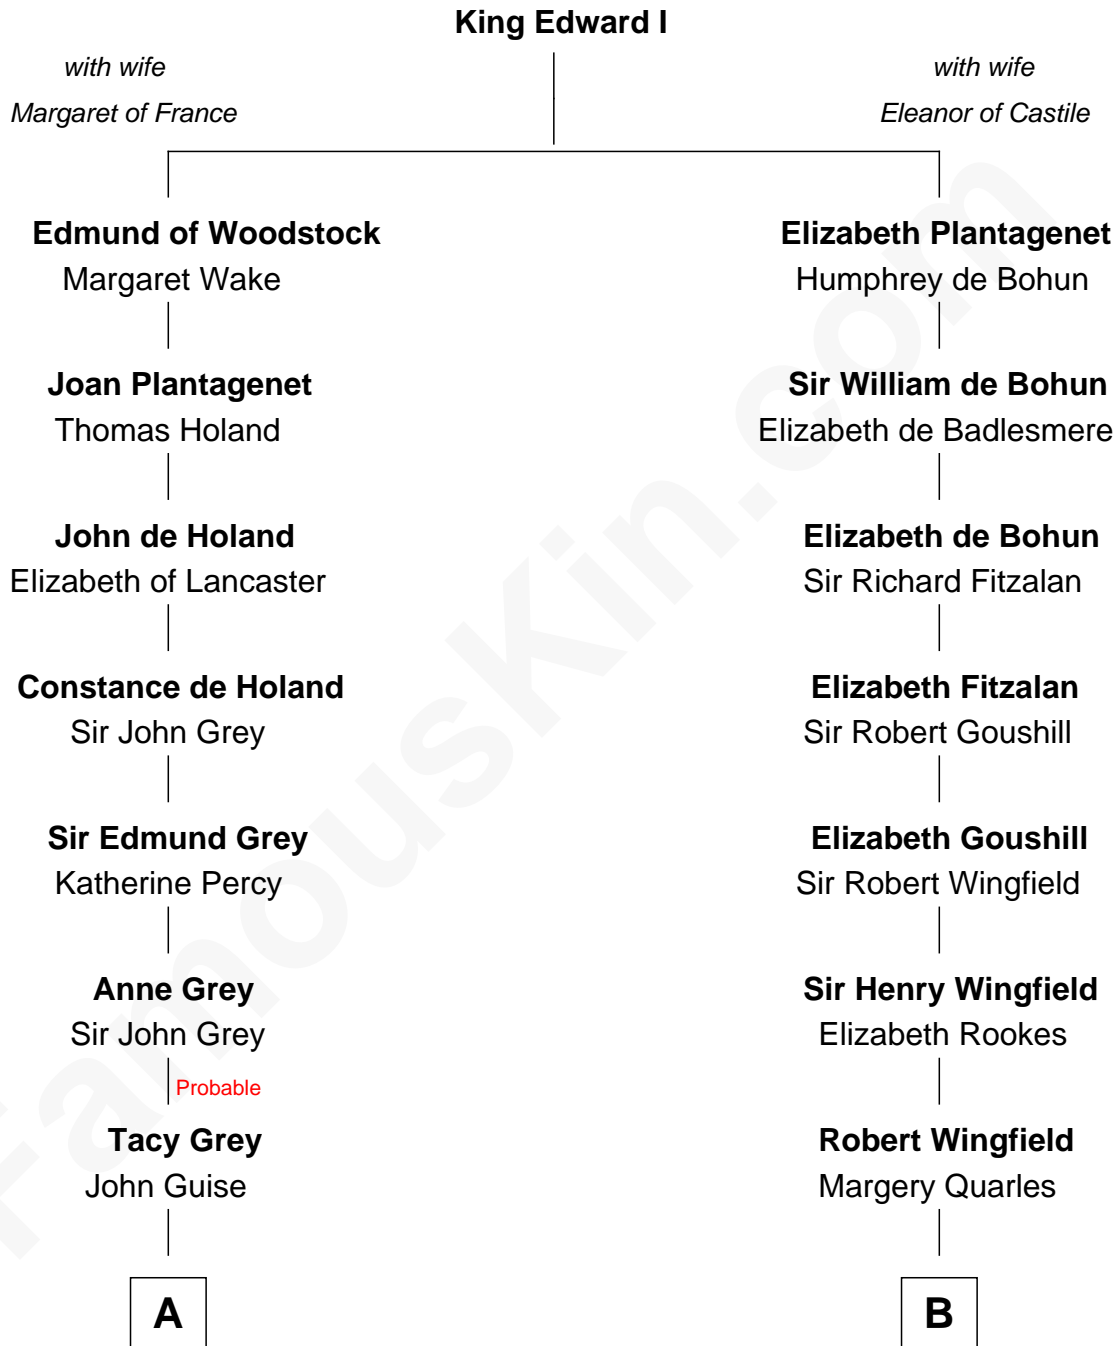 King Edward I
with wife
Margaret of France
with wife
Eleanor of Castile
Edmund of Woodstock
Margaret Wake
Elizabeth Plantagenet
Humphrey de Bohun
Joan Plantagenet
Thomas Holand
Sir William de Bohun
Elizabeth de Badlesmere
John de Holand
Elizabeth of Lancaster
Elizabeth de Bohun
Sir Richard Fitzalan
Constance de Holand
Sir John Grey
Elizabeth Fitzalan
Sir Robert Goushill
Sir Edmund Grey
Katherine Percy
Elizabeth Goushill
Sir Robert Wingfield
Anne Grey
Sir John Grey
Sir Henry Wingfield
Elizabeth Rookes
Probable
Tacy Grey
John Guise
Robert Wingfield
Margery Quarles
A
B
FamousKin.com